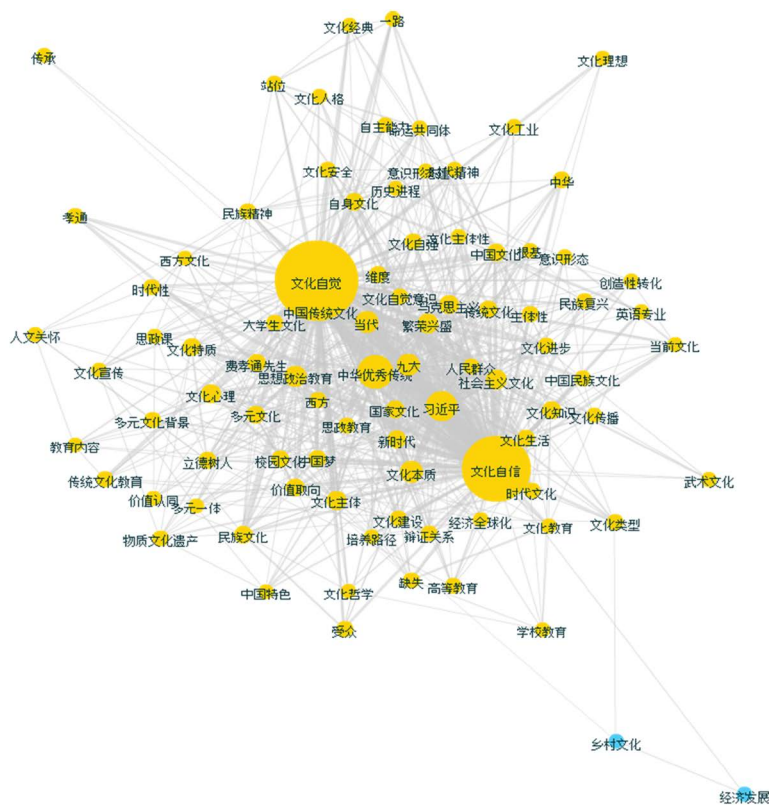 文化经典
一路
传承
文化理想
站位
文化人格
自主能力
命运共同体
文化工业
文化安全
意识形态
时代精神
中华
历史进程
自身文化
民族精神
孝通
文化自强
文化主体性
中国文化
根基
意识形态
西方文化
文化自觉
维度
时代性
创造性转化
文化自觉意识
民族复兴
中国传统文化
马克思主义
传统文化
主体性
英语专业
大学生文化
当代
繁荣兴盛
人文关怀
思政课
文化特质
文化进步
当前文化
费孝通先生
九大
人民群众
文化宣传
思想政治教育
中华优秀传统
社会主义文化
中国民族文化
文化心理
西方
国家文化
习近平
文化知识
文化传播
多元文化背景
多元文化
思政教育
教育内容
新时代
文化生活
立德树人
校园文化
中国梦
文化自信
传统文化教育
文化本质
武术文化
价值取向
时代文化
价值认同
多元一体
文化主体
文化建设
经济全球化
文化教育
文化类型
物质文化遗产
民族文化
培养路径
辩证关系
缺失
高等教育
中国特色
文化哲学
受众
学校教育
乡村文化
经济发展